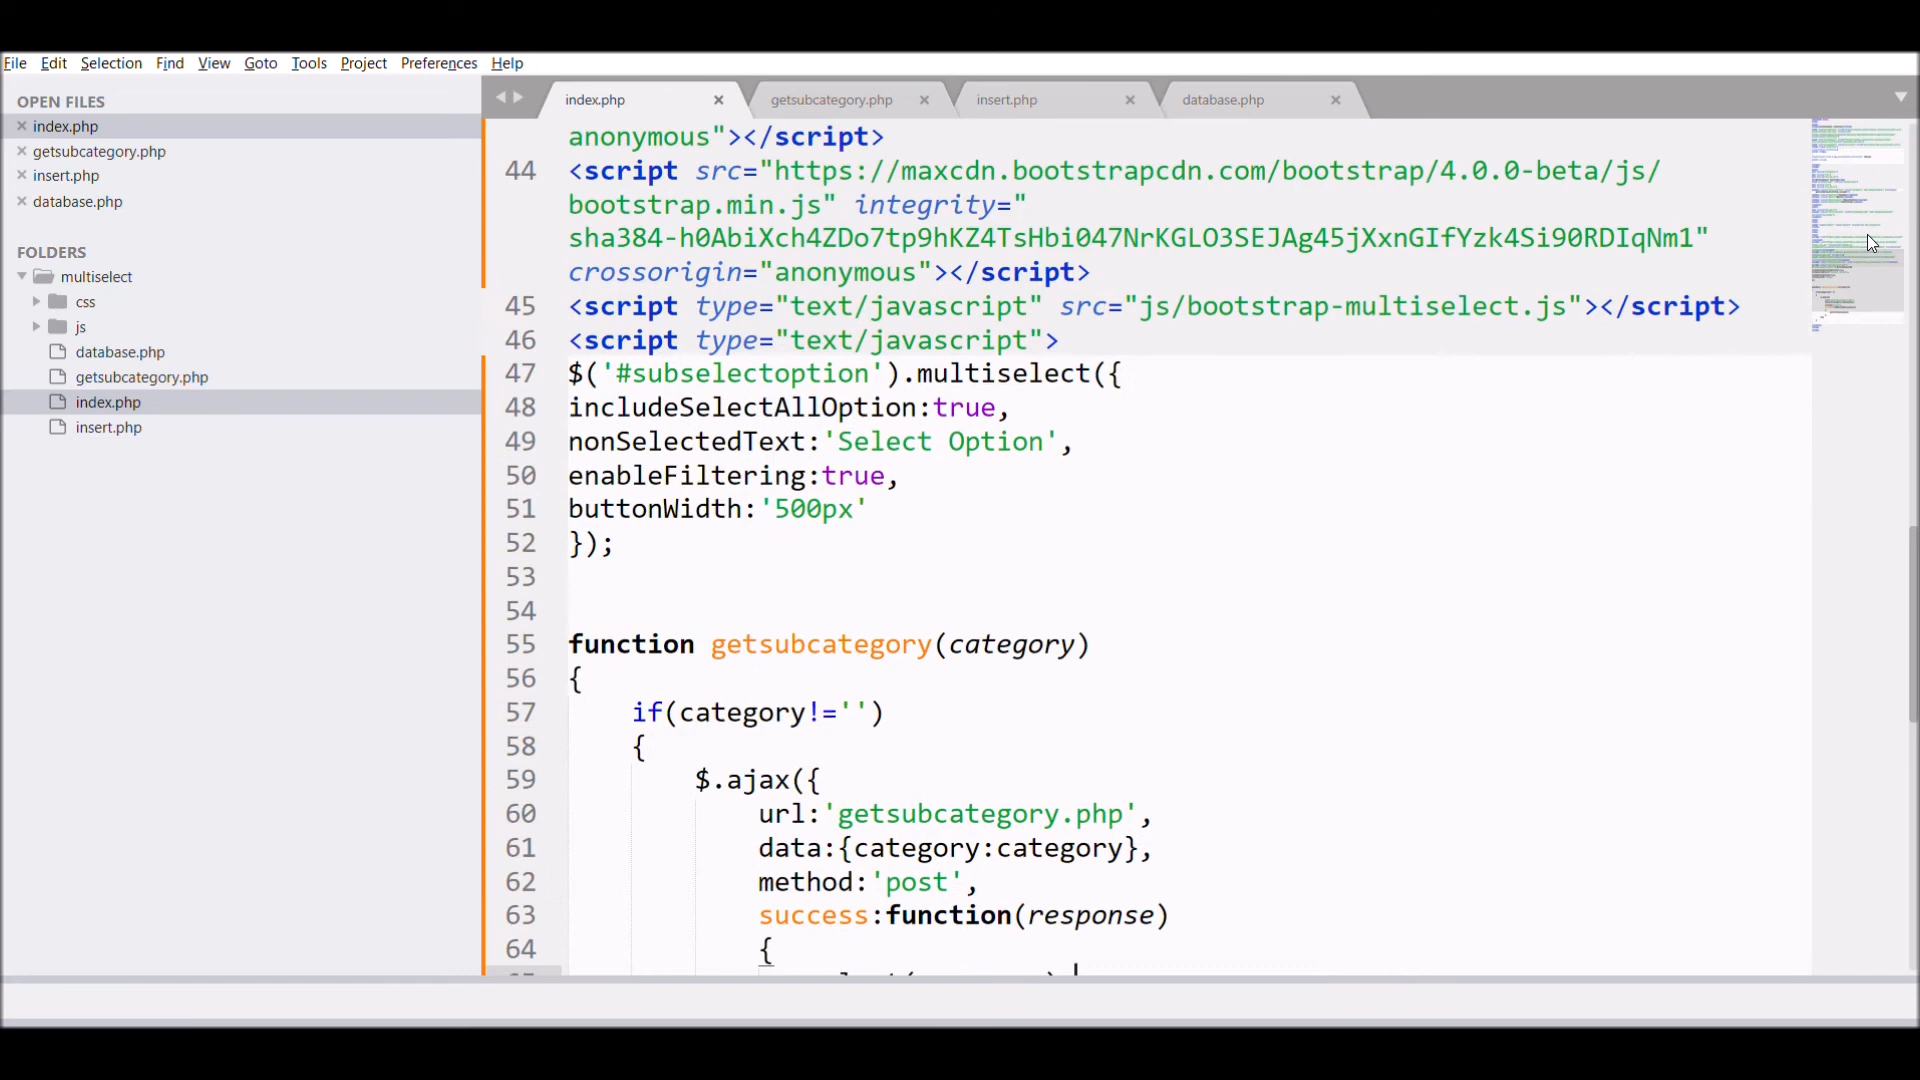 File Edit Selection Find View Goto Tools Project Preferences Help
OPEN FILES
index.php
getsubcategory.php
insert.php
database.php
FOLDERS
multiselect
css
js
database.php
getsubcategory.php
index.php
insert.php
index.php getsubcategory.php insert.php database.php
anonymous"></script>
44 <script src="https://maxcdn.bootstrapcdn.com/bootstrap/4.0.0-beta/js/
bootstrap.min.js" integrity="
sha384-h0AbiXch4ZDo7tp9hKZ4TsHbi047NrKGLO3SEJAg45jXxnGIfYzk4Si90RDIqNm1"
crossorigin="anonymous"></script>
45 <script type="text/javascript" src="js/bootstrap-multiselect.js"></script>
46 <script type="text/javascript">
47 $('#subselectoption').multiselect({
48 includeSelectAllOption:true,
49 nonSelectedText:'Select Option',
50 enableFiltering:true,
51 buttonWidth:'500px'
52 });
53
54
55 function getsubcategory(category)
56 {
57 if(category!='')
58 {
59 $.ajax({
60 url:'getsubcategory.php',
61 data:{category:category},
62 method:'post',
63 success:function(response)
64 {